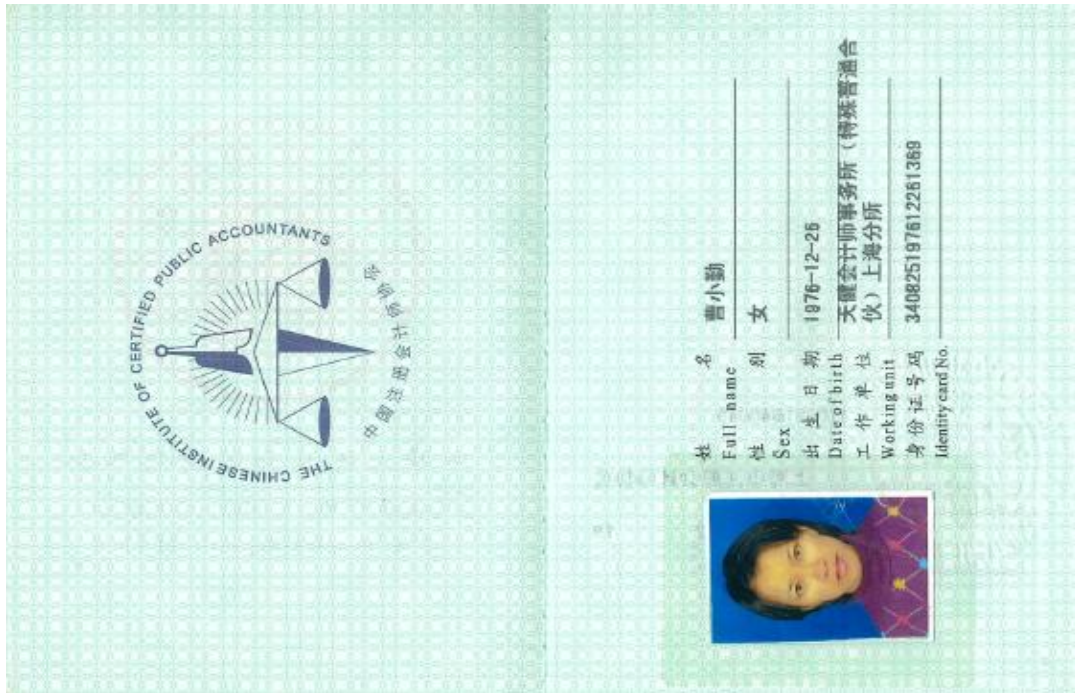 THE CHINESE INSTITUTE OF CERTIFIED PUBLIC ACCOUNTANTS
中国注册会计师协会
姓 名 曹小勤
Full name
性 别 女
Sex
出 生 日 期 1976-12-26
Date of birth
工 作 单 位 天健会计师事务所（特殊普通合
Working unit 伙）上海分所
身份证号码 340825197612261369
Identity card No.